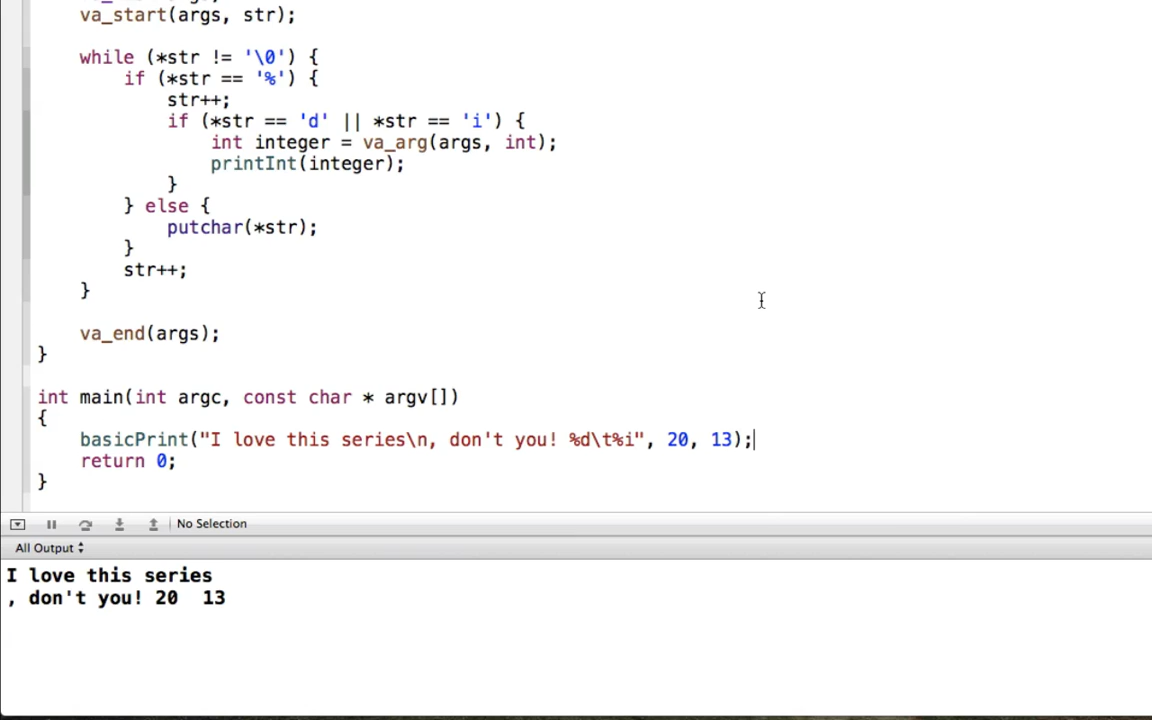 va_start(args, str);
while (*str != '\0') {
if (*str == '%') {
str++;
if (*str == 'd' || *str == 'i') {
int integer = va_arg(args, int);
printInt(integer);
}
} else {
putchar(*str);
}
str++;
}
va_end(args);
}
int main(int argc, const char * argv[])
{
basicPrint("I love this series\n, don't you! %d\t%i", 20, 13);
return 0;
}
No Selection
All Output
I love this series
, don't you! 20 13